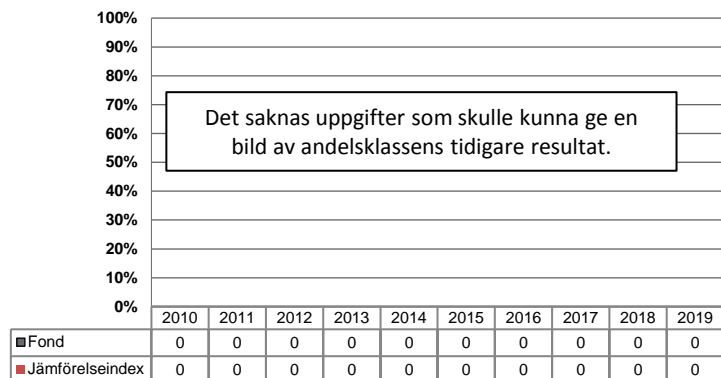 100%
90%
80%
70%
60%
50%
40%
30%
20%
10%
0%
Det saknas uppgifter som skulle kunna ge en
bild av andelsklassens tidigare resultat.
2010 2011 2012 2013 2014 2015 2016 2017 2018 2019
Fond 0 0 0 0 0 0 0 0 0 0
Jämförelseindex 0 0 0 0 0 0 0 0 0 0